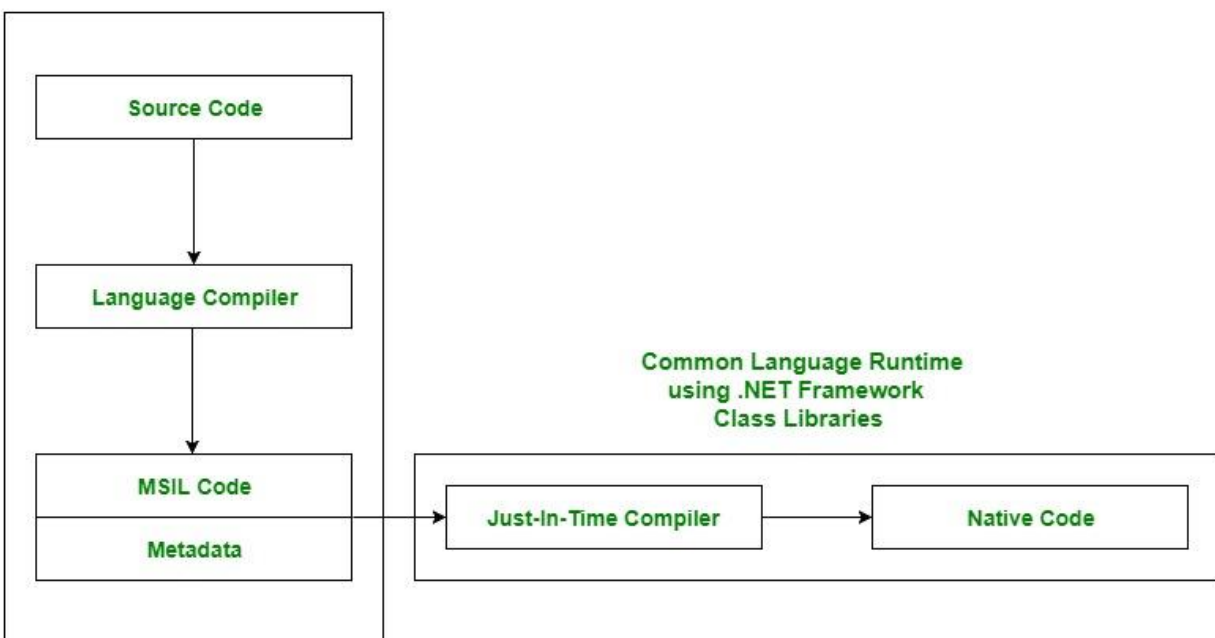 Source Code
Language Compiler
MSIL Code
Metadata
Common Language Runtime
using .NET Framework
Class Libraries
Just-In-Time Compiler
Native Code